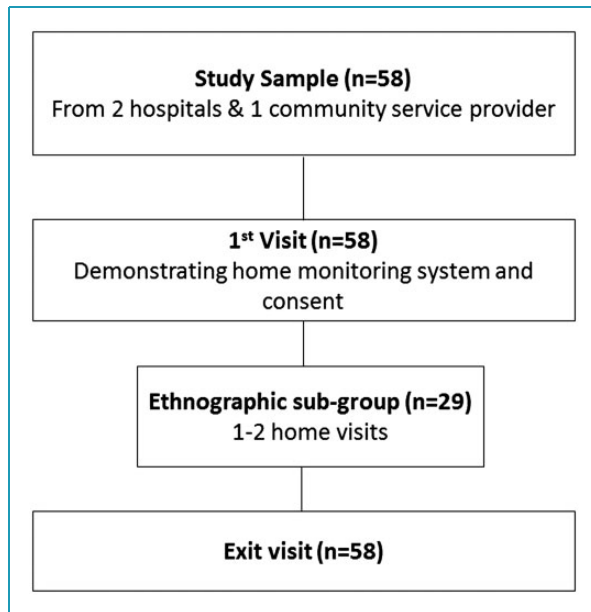 Study Sample (n=58)
From 2 hospitals & 1 community service provider
1st Visit (n=58)
Demonstrating home monitoring system and
consent
Ethnographic sub-group (n=29)
1-2 home visits
Exit visit (n=58)